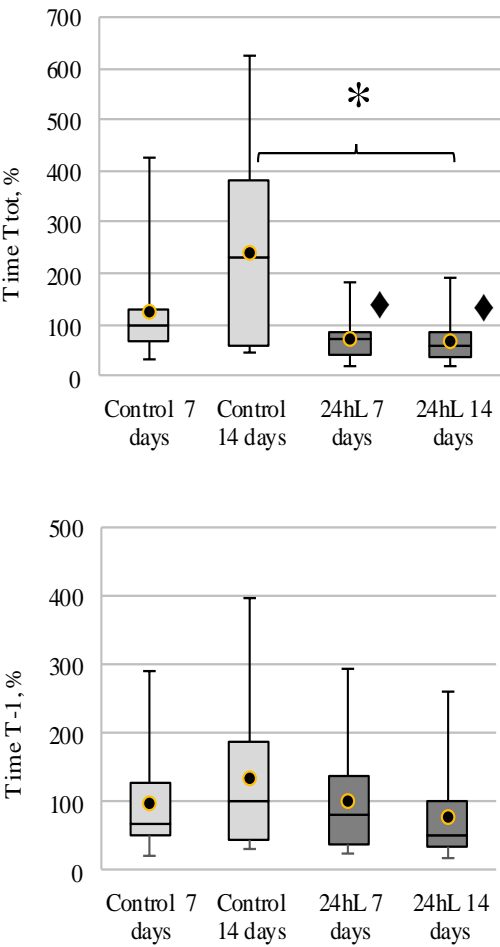 700
600
500
400
300
200
100
0
Time Ttot, %
*
Control 7
days
Control
14 days
24hL 7
days
24hL 14
days
500
400
300
200
100
0
Time T-1, %
Control 7
days
Control
14 days
24hL 7
days
24hL 14
days